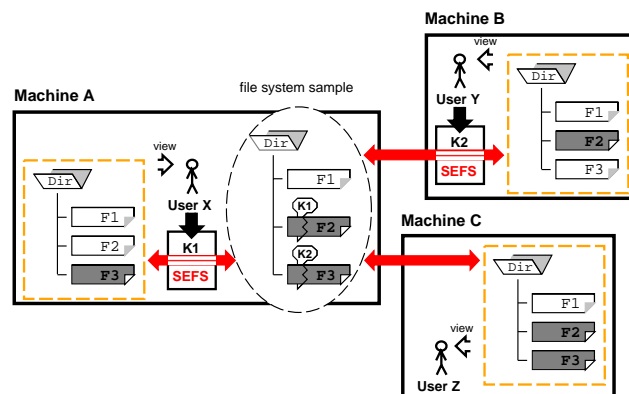 Machine B
view
Dir
User Y
F1
K2
F2
SEFS
F3
file system sample
Machine A
Dir
view
F1
Dir
User X
K1
F1
F2
K1
F2
K2
F3
SEFS
F3
Machine C
Dir
F1
view
F2
F3
User Z